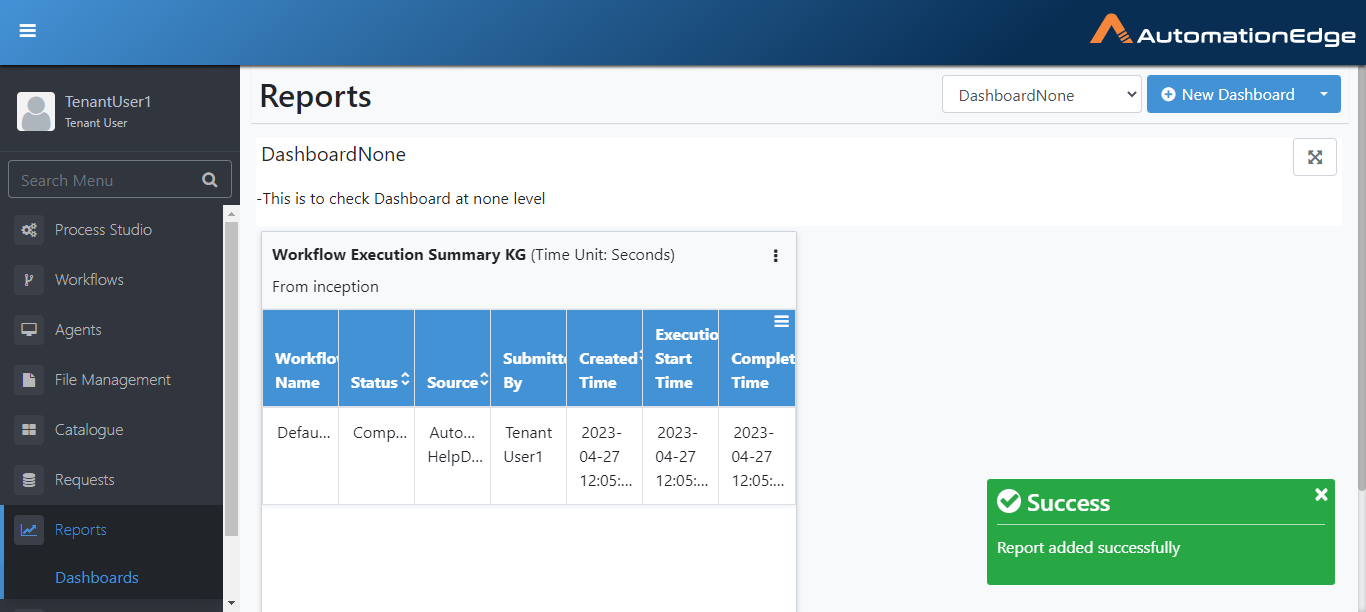 AutomationEdge
TenantUser1
Tenant User
Search Menu
Process Studio
Workflows
Agents
File Management
Catalogue
Requests
Reports
Dashboards
Reports
DashboardNone
New Dashboard
DashboardNone
-This is to check Dashboard at none level
Workflow Execution Summary KG (Time Unit: Seconds)
From inception
Workflo
Name
Status
Source
Submitte
By
Created
Time
Executio
Start
Time
Complet
Time
Defau...
Comp...
Auto...
HelpD...
Tenant
User1
2023-
04-27
12:05:...
2023-
04-27
12:05:...
2023-
04-27
12:05:...
Success
Report added successfully